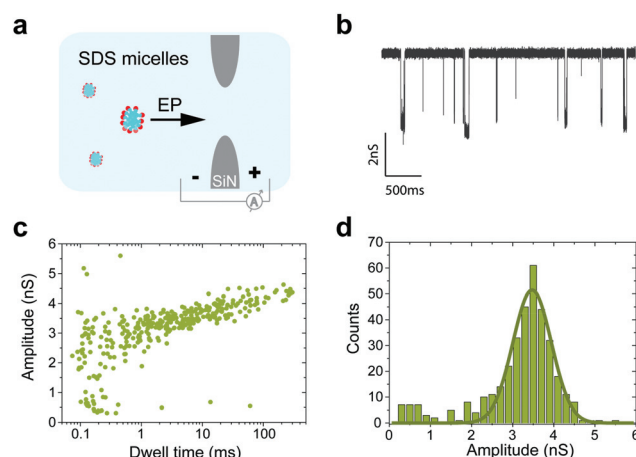 a
SDS micelles
EP
SiN
-
+
A
b
2nS
500ms
c
Amplitude (nS)
6
5
4
3
2
1
0
0.1 1 10 100
Dwell time (ms)
d
Counts
70
60
50
40
30
20
10
0
0 1 2 3 4 5 6
Amplitude (nS)